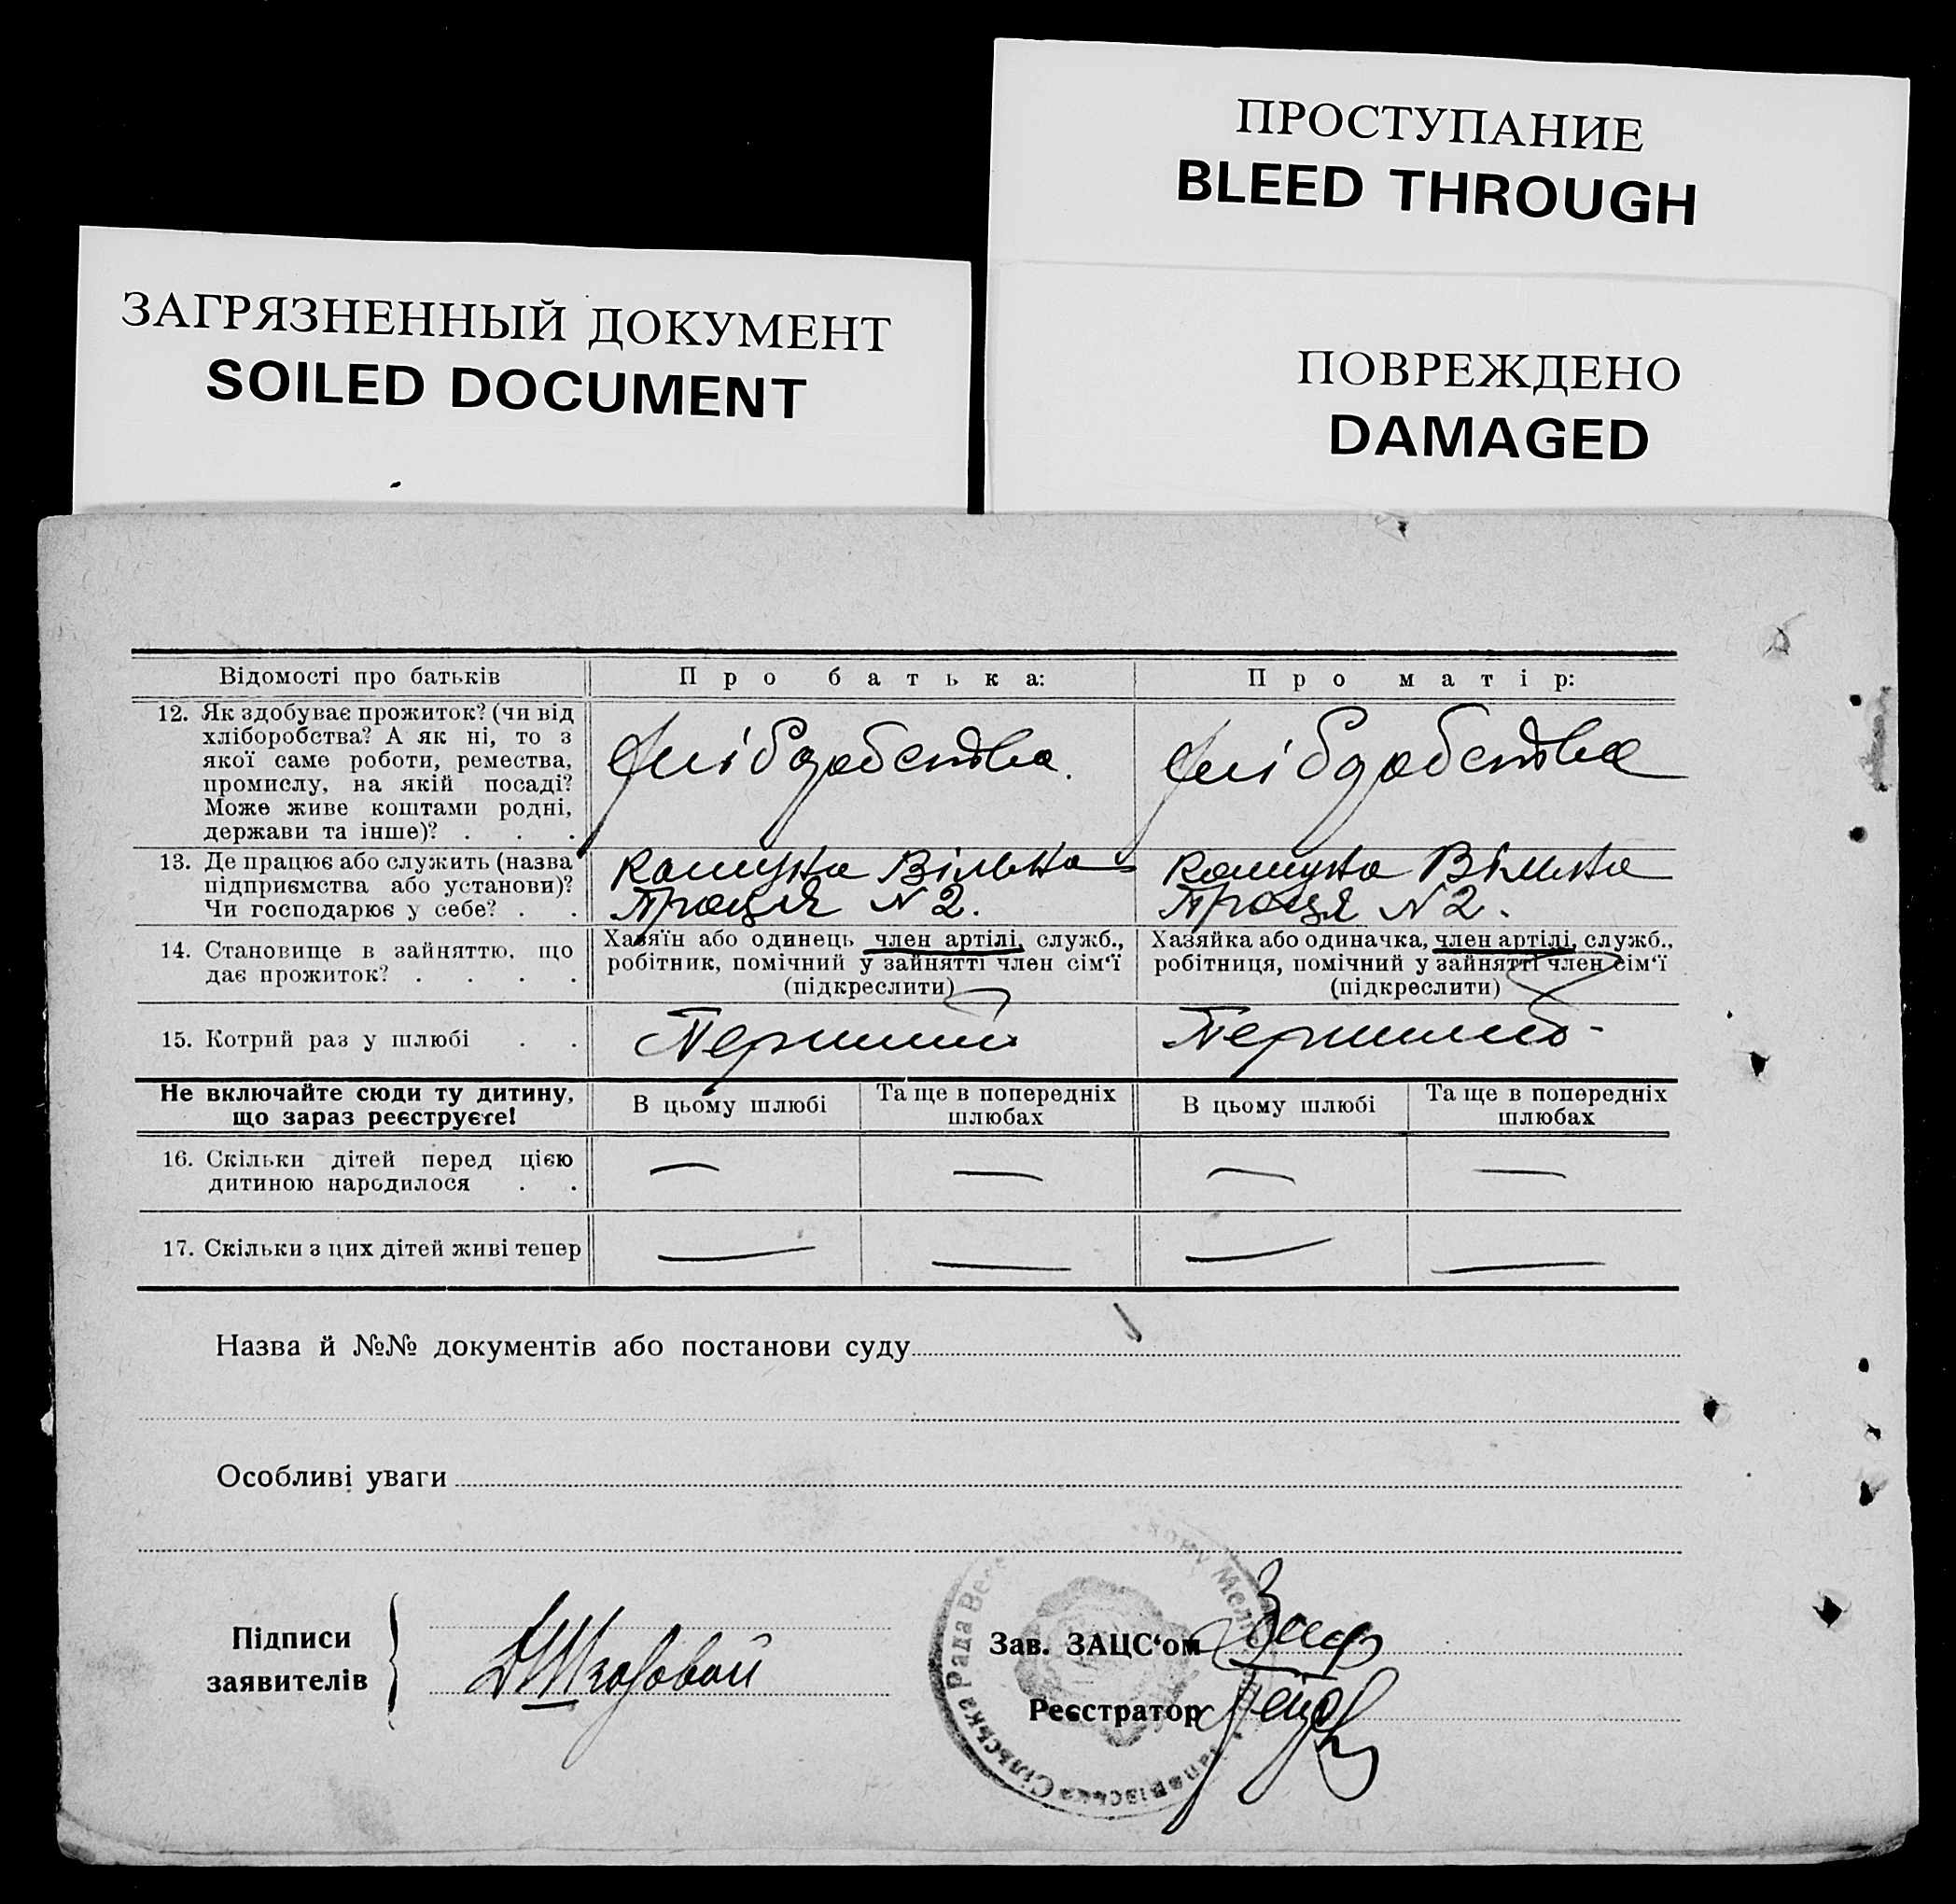 ПРОСТУПАНИЕ
BLEED THROUGH
ЗАГРЯЗНЕННЫЙ ДОКУМЕНТ
SOILED DOCUMENT
ПОВРЕЖДЕНО
DAMAGED
Відомості про батьків Про батька: Про матір:
12. Як здобуває прожиток? (чи від
хліборобства? А як ні, то з
якої саме роботи, ремества,
промислу, на якій посаді?
Може живе коштами родні,
держави та інше)? . . .
Хлібдобства. Хлібдобства
13. Де працює або служить (назва
підприємства або установи)?
Чи господарює у себе? . .
Комуна Вільна
Праця N 2.
Комуна Вільна
Праця N 2.
14. Становище в зайняттю, що
дає прожиток? . . . .
Хазяїн або одинець член артілі, служб.,
робітник, помічний у зайнятті член сім'ї
(підкреслити)
Хазяйка або одиначка, член артілі, служб.,
робітниця, помічний у зайнятті член сім'ї
(підкреслити)
15. Котрий раз у шлюбі . . Перший
Не включайте сюди ту дитину,
що зараз реєструєте!
В цьому шлюбі
Та ще в попередніх
шлюбах
В цьому шлюбі
Та ще в попередніх
шлюбах
16. Скільки дітей перед цією
дитиною народилося . .
— — — —
17. Скільки з цих дітей живі тепер — — — —
Назва й №№ документів або постанови суду
Особливі уваги
Підписи
заявителів
Зав. ЗАЦС'ом
Реєстратор
Сільська Рада